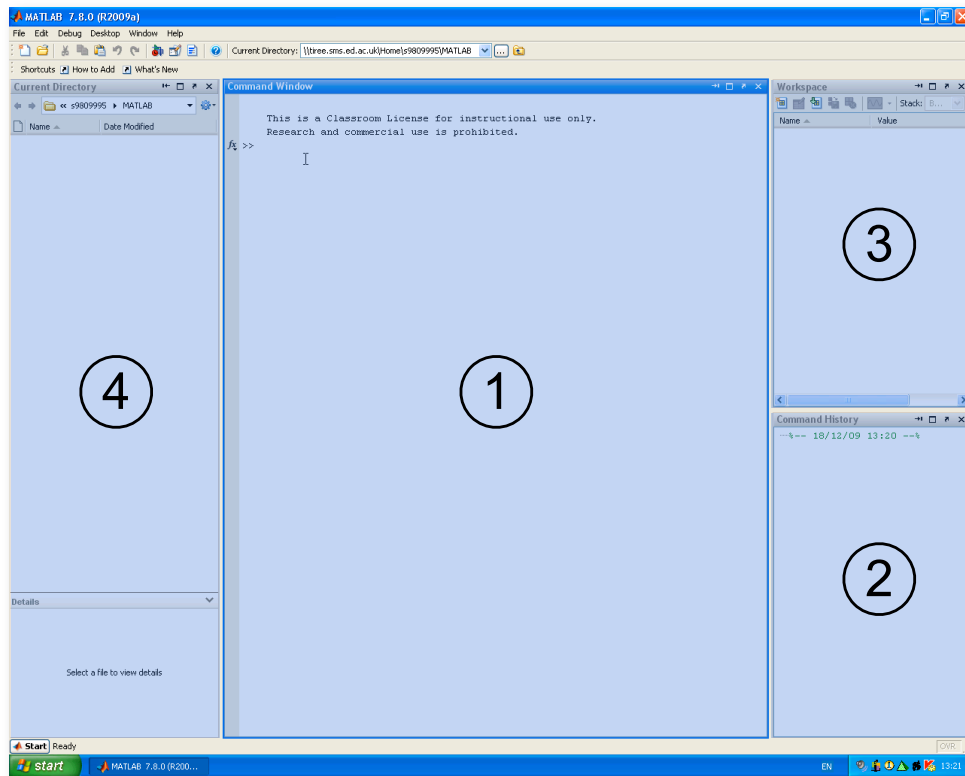 MATLAB 7.8.0 (R2009a)
File Edit Debug Desktop Window Help
Current Directory: \\tiree.sms.ed.ac.uk\Home\s9809995\MATLAB
Shortcuts How to Add What's New
Current Directory
« s9809995 ▸ MATLAB
Name Date Modified
4
Details
Select a file to view details
Command Window
This is a Classroom License for instructional use only.
Research and commercial use is prohibited.
fx >>
1
Workspace
Stack: B...
Name Value
3
Command History
%-- 18/12/09 13:20 --%
2
Start Ready
OVR
start MATLAB 7.8.0 (R200... EN 13:21